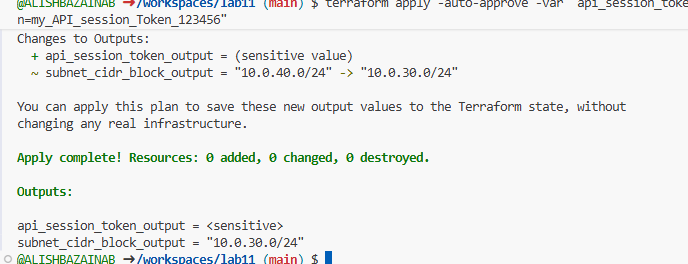 @ALISHBAZAINAB ➜/workspaces/lab11 (main) $ terraform apply -auto-approve -var "api_session_toke
n=my_API_session_Token_123456"
Changes to Outputs:
+ api_session_token_output = (sensitive value)
~ subnet_cidr_block_output = "10.0.40.0/24" -> "10.0.30.0/24"
You can apply this plan to save these new output values to the Terraform state, without
changing any real infrastructure.
Apply complete! Resources: 0 added, 0 changed, 0 destroyed.
Outputs:
api_session_token_output = <sensitive>
subnet_cidr_block_output = "10.0.30.0/24"
@ALISHBAZAINAB ➜/workspaces/lab11 (main) $